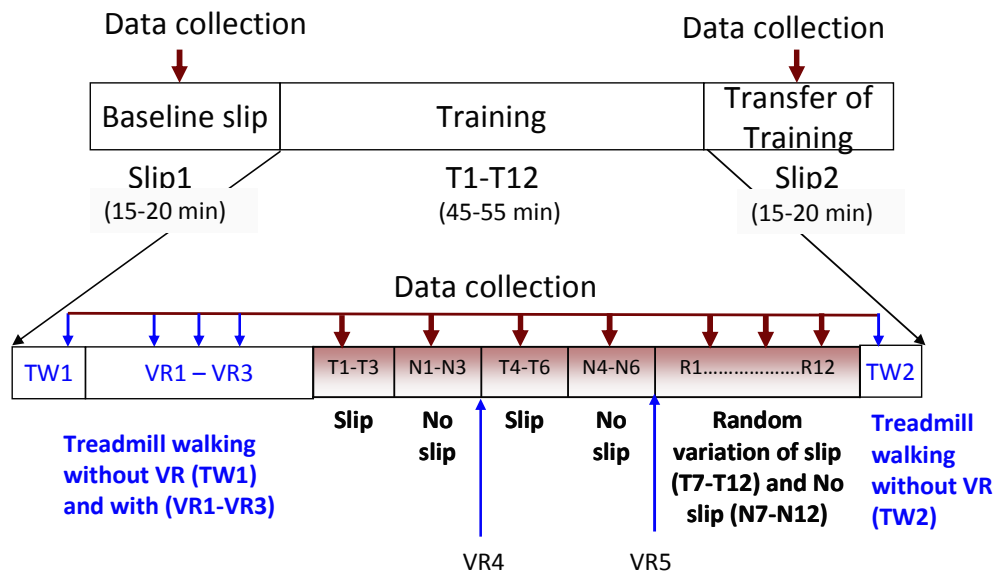 Data collection
Data collection
Baseline slip
Training
Transfer of
Training
Slip1
(15-20 min)
T1-T12
(45-55 min)
Slip2
(15-20 min)
Data collection
TW1
VR1 – VR3
T1-T3
N1-N3
T4-T6
N4-N6
R1...................R12
TW2
Treadmill walking
without VR (TW1)
and with (VR1-VR3)
Slip
No
slip
Slip
No
slip
Random
variation of slip
(T7-T12) and No
slip (N7-N12)
Treadmill
walking
without VR
(TW2)
VR4
VR5